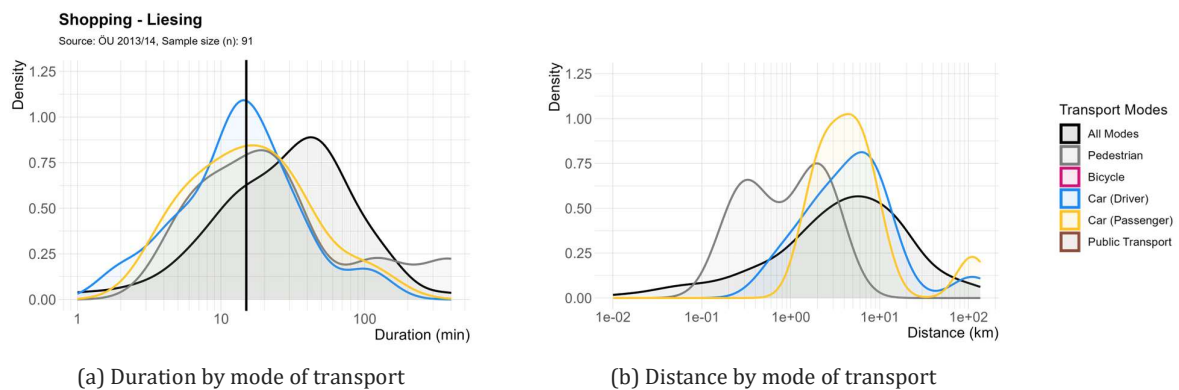 Shopping - Liesing
Source: ÖU 2013/14, Sample size (n): 91
Density
1.25
1.00
0.75
0.50
0.25
0.00
1
10
100
Duration (min)
(a) Duration by mode of transport
Density
1.25
1.00
0.75
0.50
0.25
0.00
1e-02
1e-01
1e+00
1e+01
1e+02
Distance (km)
(b) Distance by mode of transport
Transport Modes
All Modes
Pedestrian
Bicycle
Car (Driver)
Car (Passenger)
Public Transport